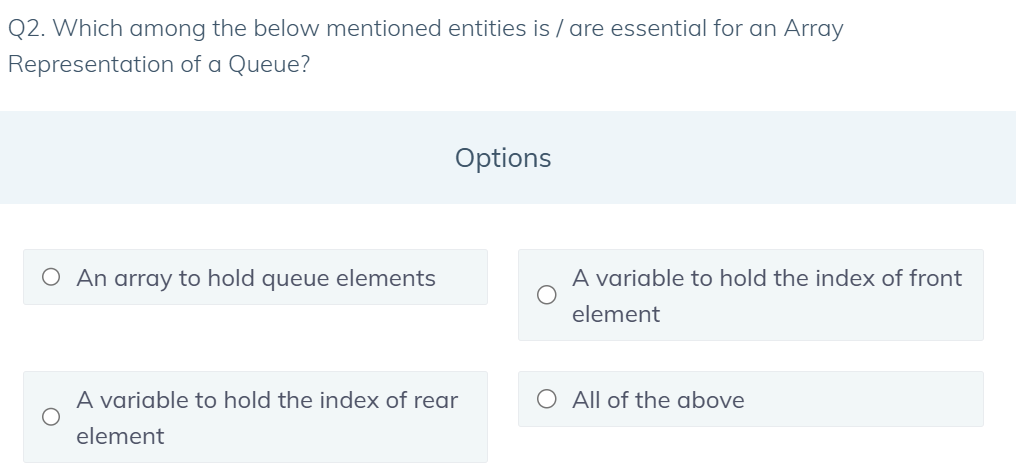 Q2. Which among the below mentioned entities is / are essential for an Array
Representation of a Queue?
Options
An array to hold queue elements
A variable to hold the index of front
element
A variable to hold the index of rear
element
All of the above